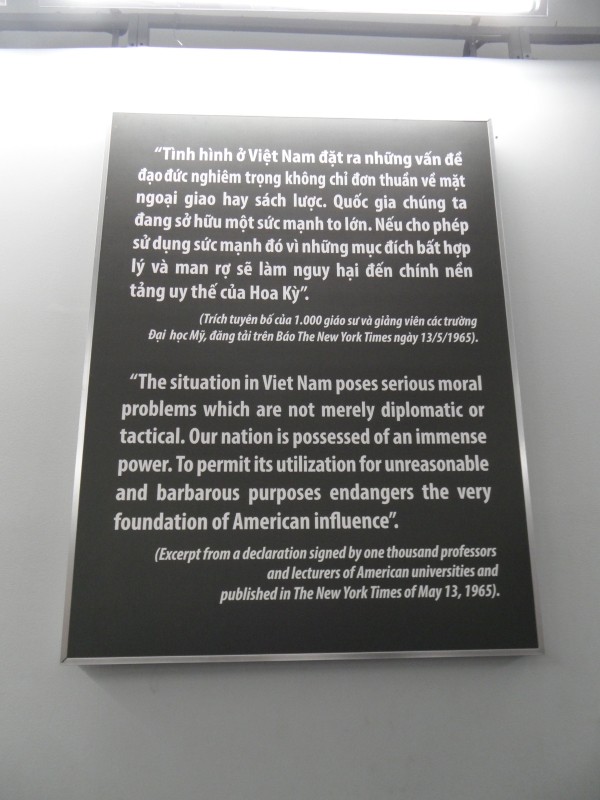 “Tình hình ở Việt Nam đặt ra những vấn đề
đạo đức nghiêm trọng không chỉ đơn thuần về mặt
ngoại giao hay sách lược. Quốc gia chúng ta
đang sở hữu một sức mạnh to lớn. Nếu cho phép
sử dụng sức mạnh đó vì những mục đích bất hợp
lý và man rợ sẽ làm nguy hại đến chính nền
tảng uy thế của Hoa Kỳ”.
(Trích tuyên bố của 1.000 giáo sư và giảng viên các trường
Đại học Mỹ, đăng tải trên Báo The New York Times ngày 13/5/1965).
“The situation in Viet Nam poses serious moral
problems which are not merely diplomatic or
tactical. Our nation is possessed of an immense
power. To permit its utilization for unreasonable
and barbarous purposes endangers the very
foundation of American influence”.
(Excerpt from a declaration signed by one thousand professors
and lecturers of American universities and
published in The New York Times of May 13, 1965).